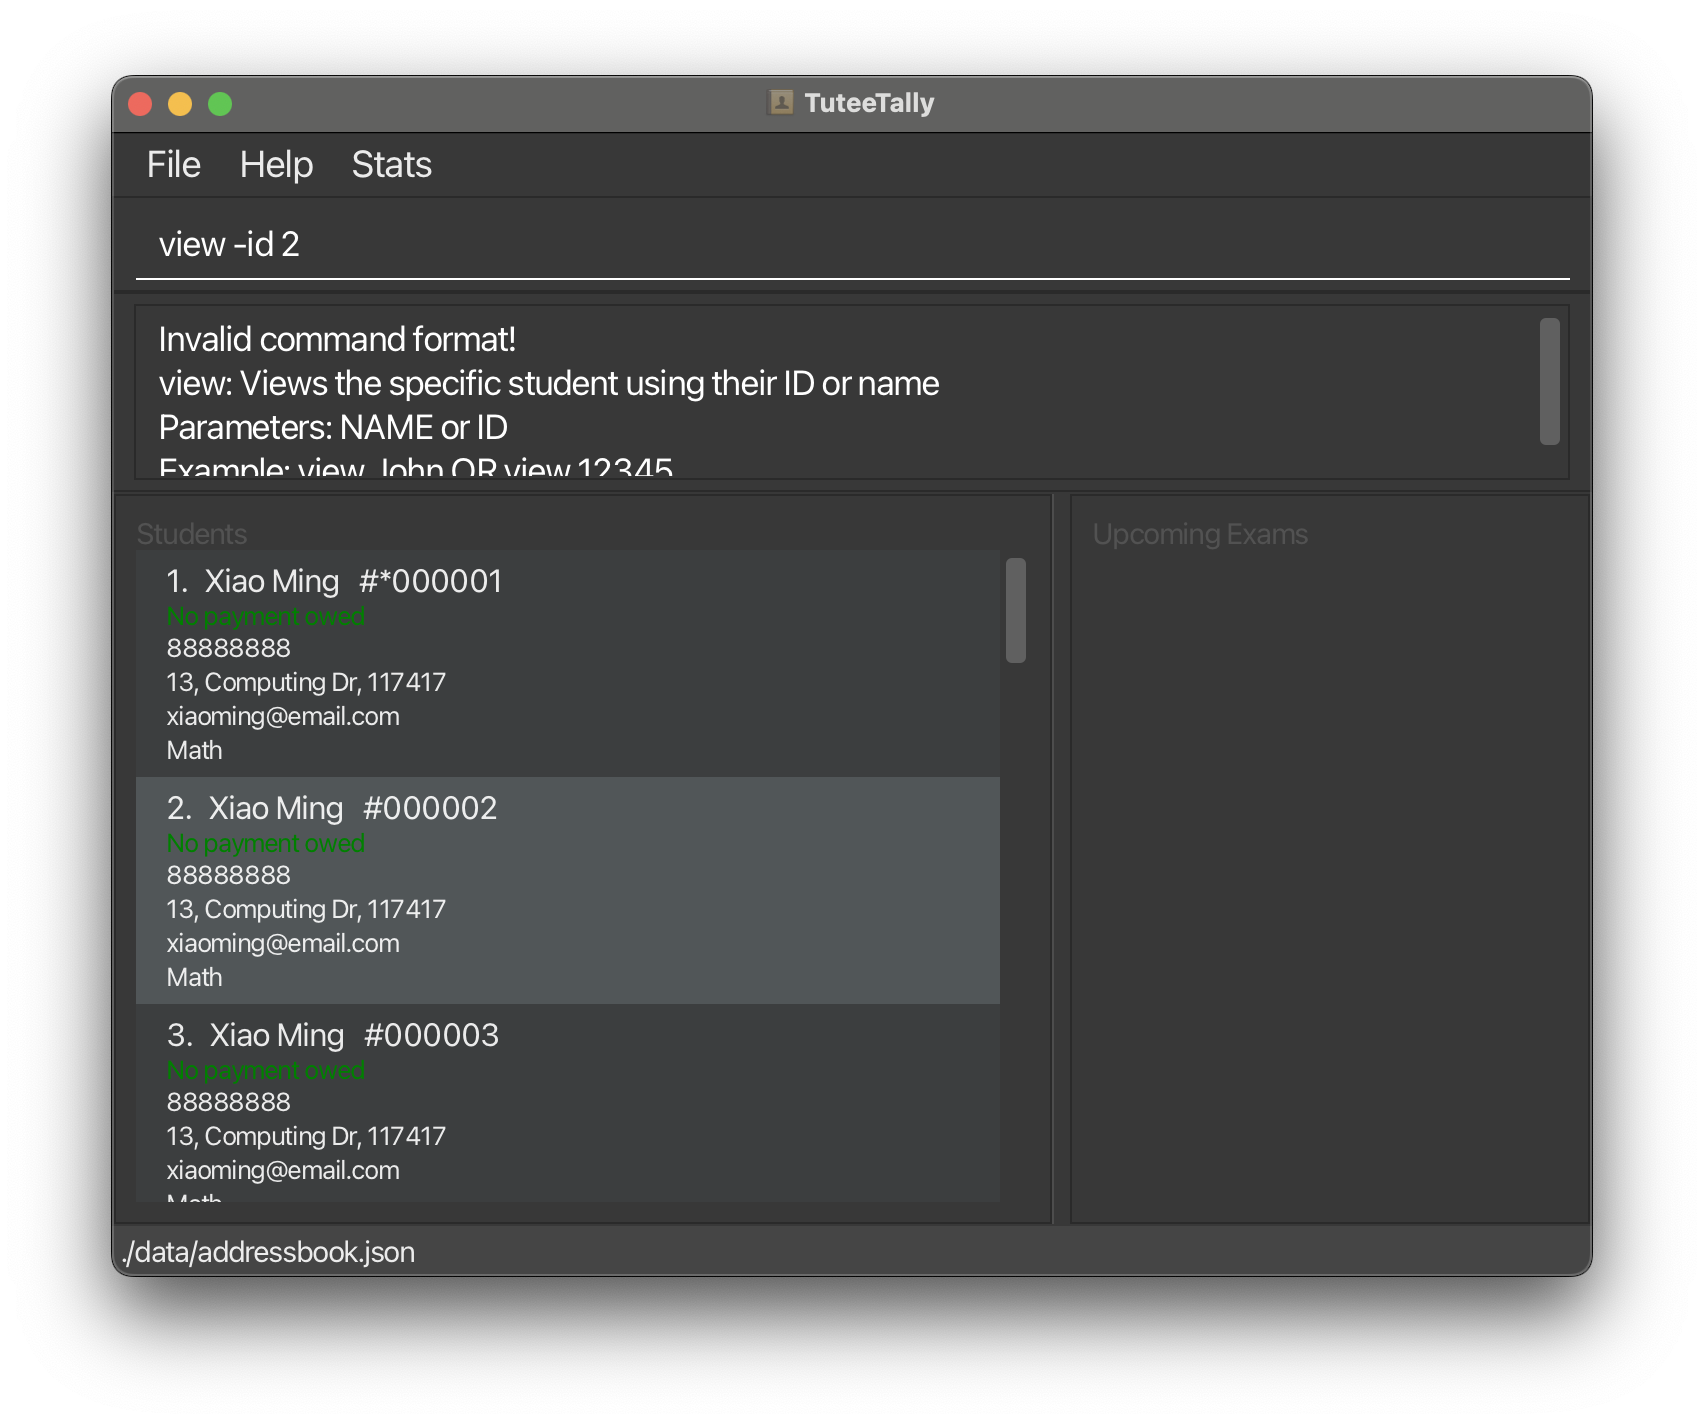 TuteeTally
File Help Stats
view -id 2
Invalid command format!
view: Views the specific student using their ID or name
Parameters: NAME or ID
Example: view John OR view 12345
Students
1. Xiao Ming #*000001
No payment owed
88888888
13, Computing Dr, 117417
xiaoming@email.com
Math
2. Xiao Ming #000002
No payment owed
88888888
13, Computing Dr, 117417
xiaoming@email.com
Math
3. Xiao Ming #000003
No payment owed
88888888
13, Computing Dr, 117417
xiaoming@email.com
Math
Upcoming Exams
./data/addressbook.json